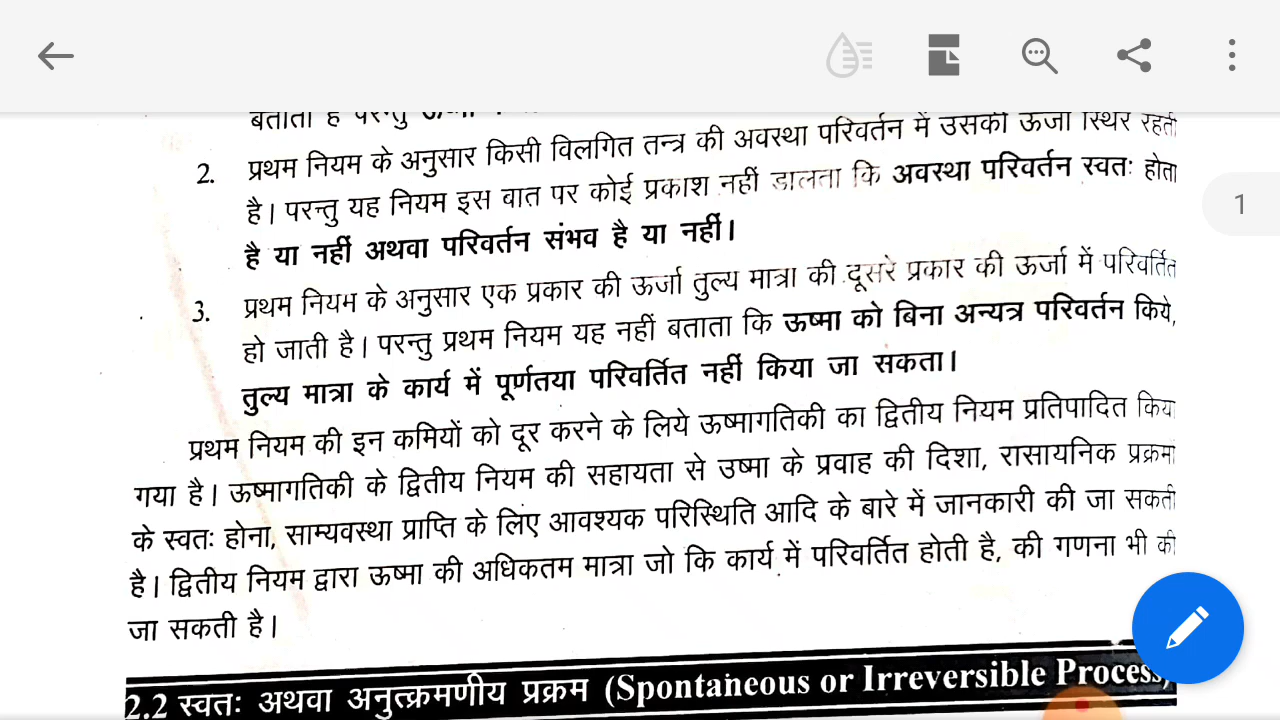 बताता है परन्तु
2. प्रथम नियम के अनुसार किसी विलगित तन्त्र की अवस्था परिवर्तन में उसकी ऊर्जा स्थिर रहती
है। परन्तु यह नियम इस बात पर कोई प्रकाश नहीं डालता कि अवस्था परिवर्तन स्वतः होता
है या नहीं अथवा परिवर्तन संभव है या नहीं।
3. प्रथम नियम के अनुसार एक प्रकार की ऊर्जा तुल्य मात्रा की दूसरे प्रकार की ऊर्जा में परिवर्तित
हो जाती है। परन्तु प्रथम नियम यह नहीं बताता कि ऊष्मा को बिना अन्यत्र परिवर्तन किये,
तुल्य मात्रा के कार्य में पूर्णतया परिवर्तित नहीं किया जा सकता।
प्रथम नियम की इन कमियों को दूर करने के लिये ऊष्मागतिकी का द्वितीय नियम प्रतिपादित किया
गया है। ऊष्मागतिकी के द्वितीय नियम की सहायता से उष्मा के प्रवाह की दिशा, रासायनिक प्रक्रमा
के स्वतः होना, साम्यवस्था प्राप्ति के लिए आवश्यक परिस्थिति आदि के बारे में जानकारी की जा सकती
है। द्वितीय नियम द्वारा ऊष्मा की अधिकतम मात्रा जो कि कार्य में परिवर्तित होती है, की गणना भी की
जा सकती है।
2.2 स्वतः अथवा अनुत्क्रमणीय प्रक्रम (Spontaneous or Irreversible Process)
1